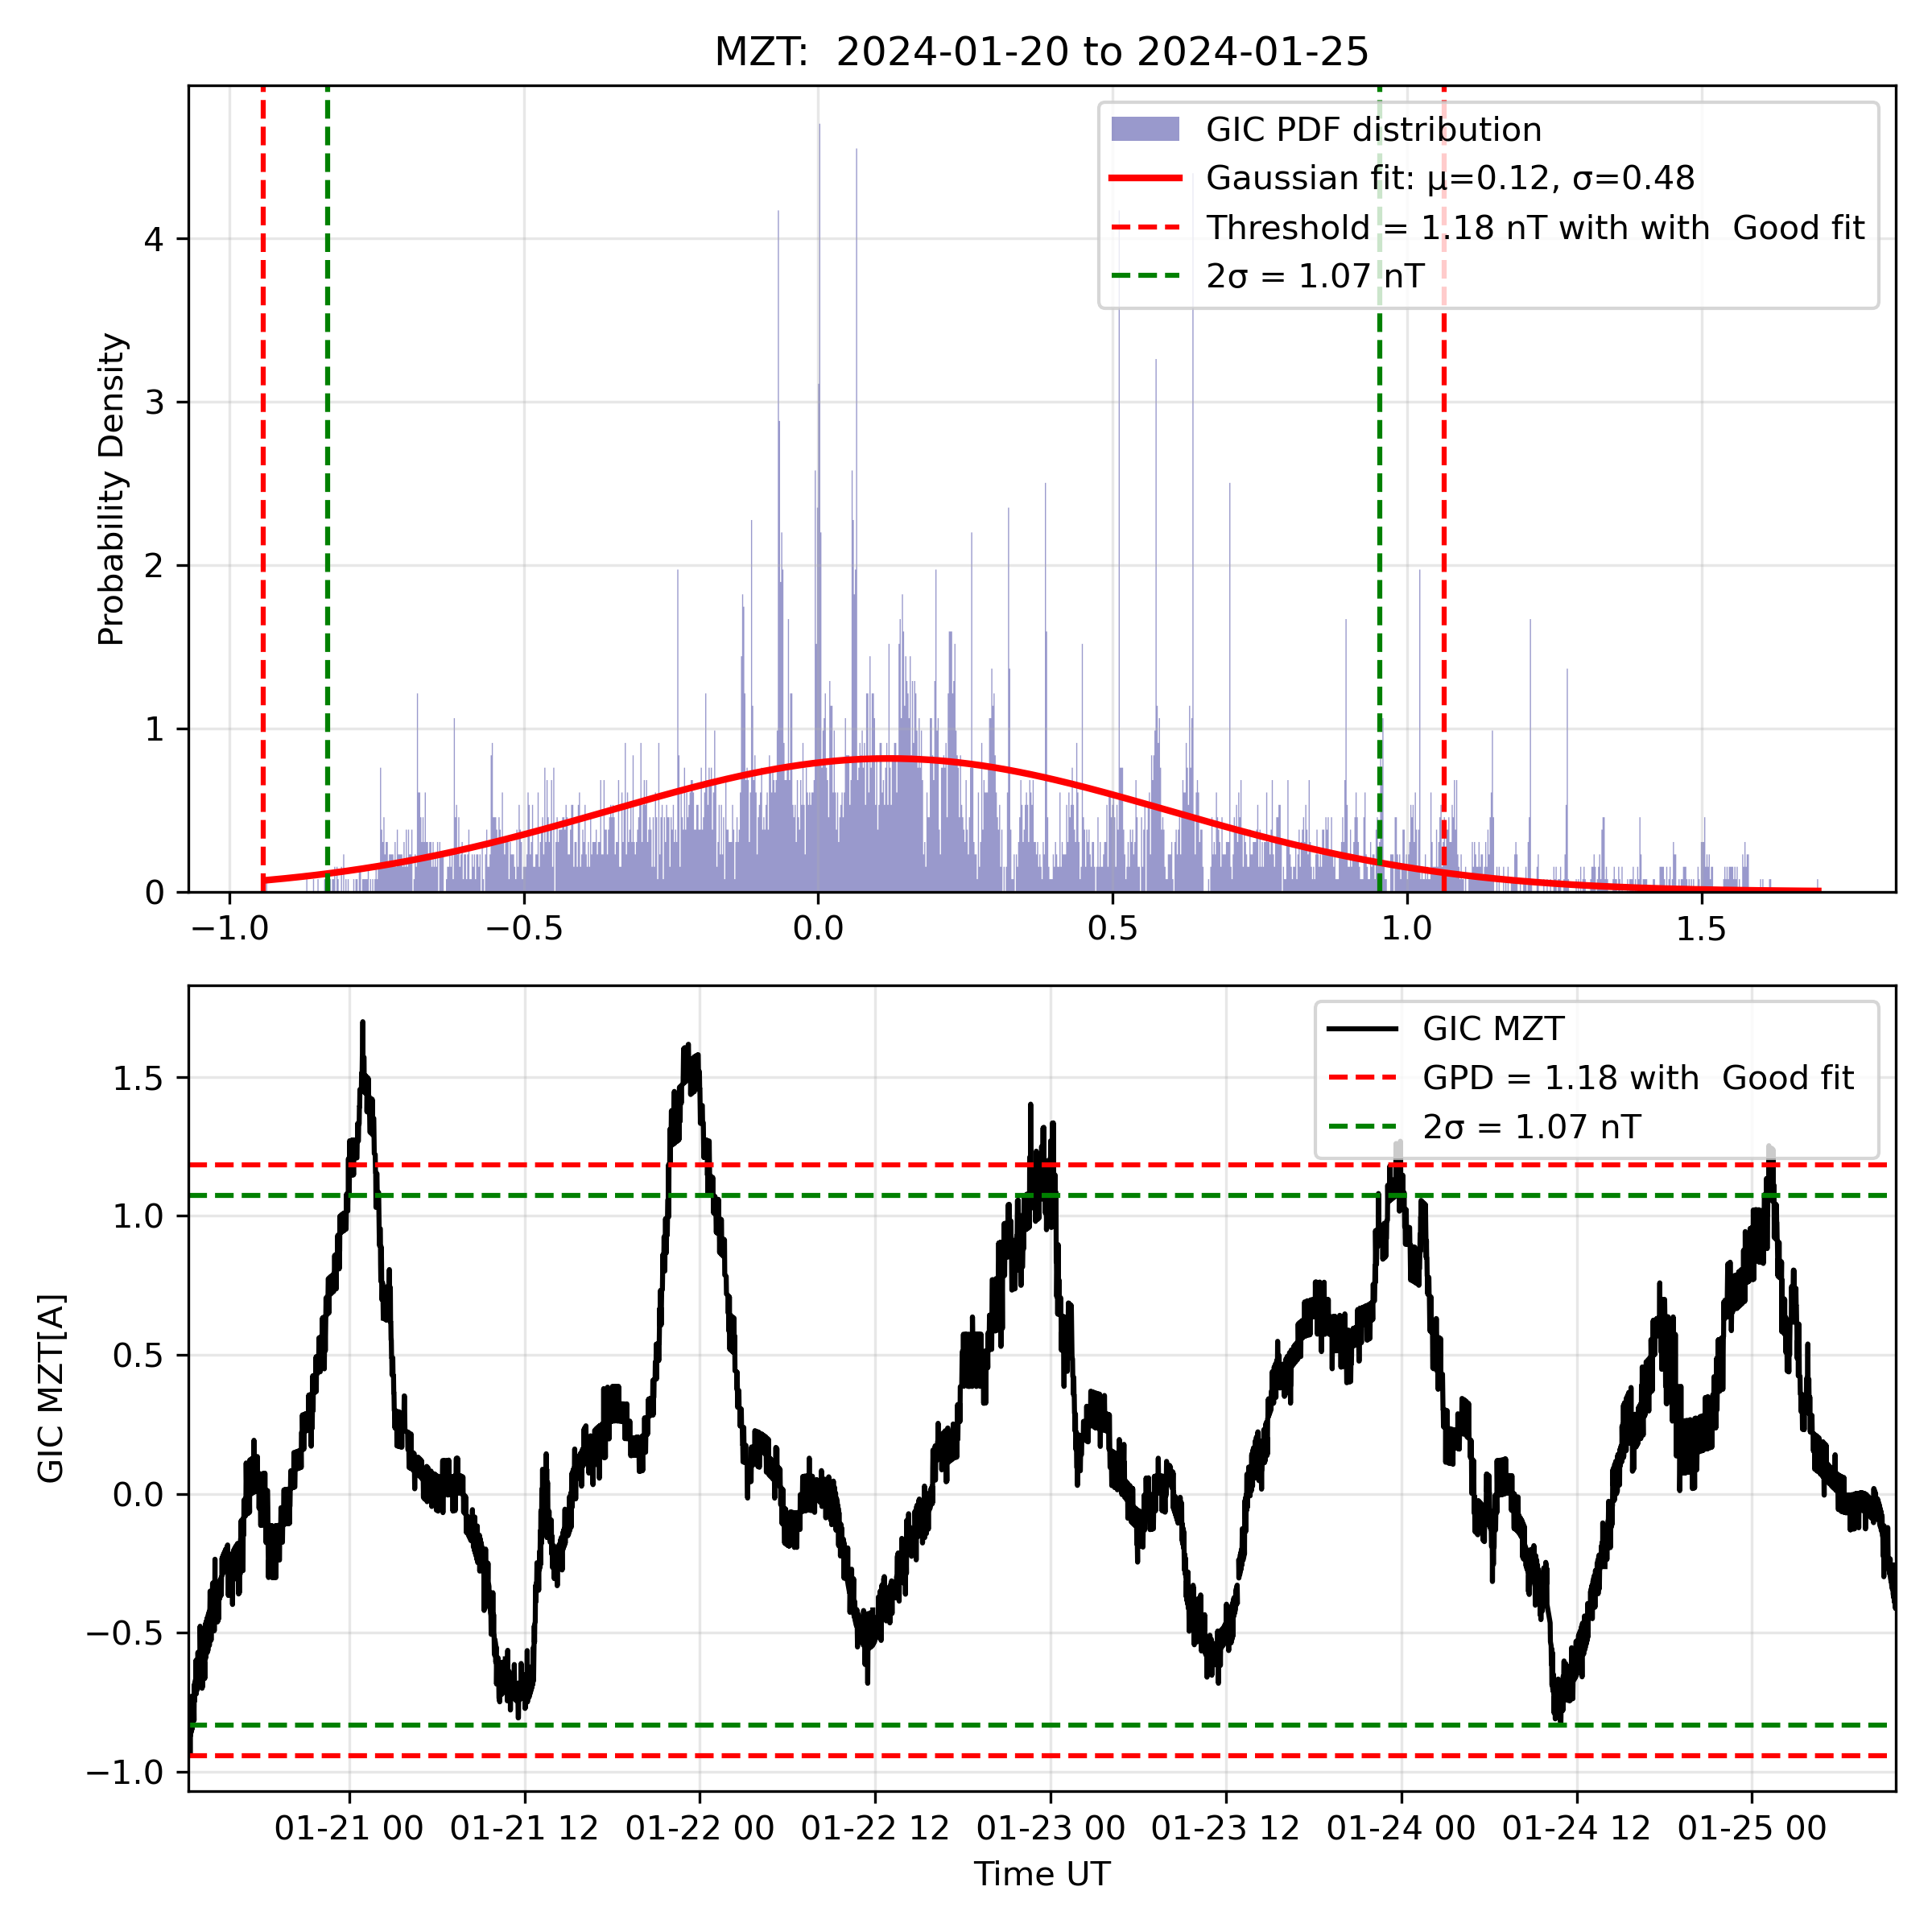 MZT:  2024-01-20 to 2024-01-25
GIC PDF distribution
Gaussian fit: μ=0.12, σ=0.48
Threshold = 1.18 nT with with  Good fit
2σ = 1.07 nT
Probability Density
4
3
2
1
0
−1.0
−0.5
0.0
0.5
1.0
1.5
GIC MZT
GPD = 1.18 with  Good fit
2σ = 1.07 nT
GIC MZT[A]
1.5
1.0
0.5
0.0
−0.5
−1.0
01-21 00
01-21 12
01-22 00
01-22 12
01-23 00
01-23 12
01-24 00
01-24 12
01-25 00
Time UT